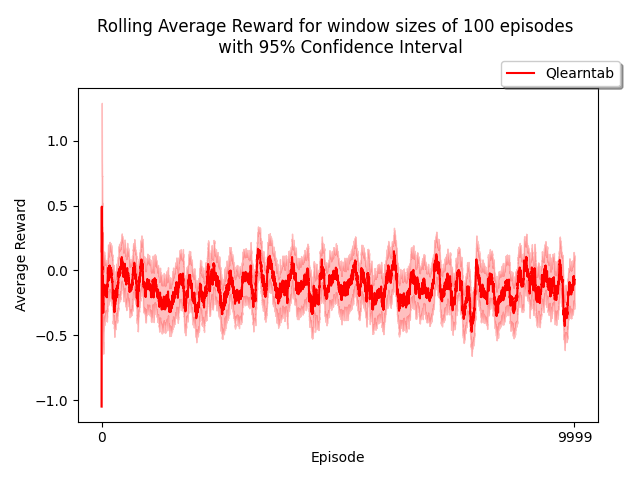 Rolling Average Reward for window sizes of 100 episodes
with 95% Confidence Interval
Qlearntab
1.0
0.5
0.0
−0.5
−1.0
Average Reward
0 9999
Episode